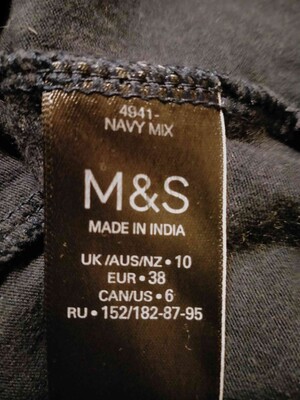 4941-
NAVY MIX
M&S
MADE IN INDIA
UK/AUS/NZ • 10
EUR • 38
CAN/US • 6
RU • 152/182-87-95